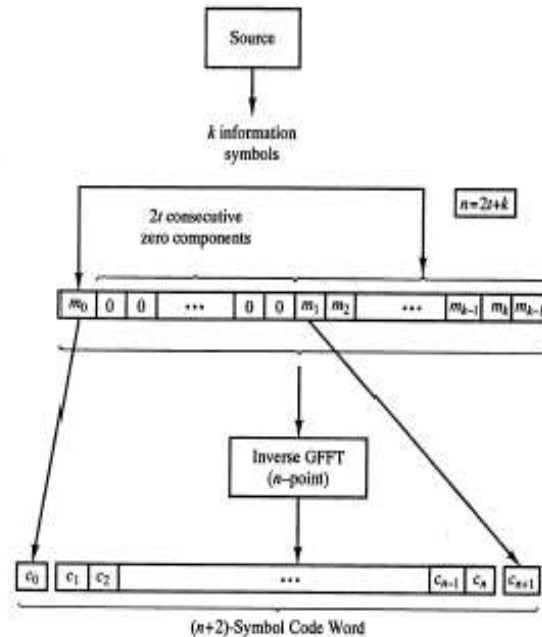 Source
k information
symbols
n=2t+k
2t consecutive
zero components
m₀ 0 0 ... 0 0 m₁ m₂ ... mₖ₋₁ mₖ mₖ₋₁
Inverse GFFT
(n–point)
c₀ c₁ c₂ ... cₙ₋₁ cₙ cₙ₊₁
(n+2)-Symbol Code Word